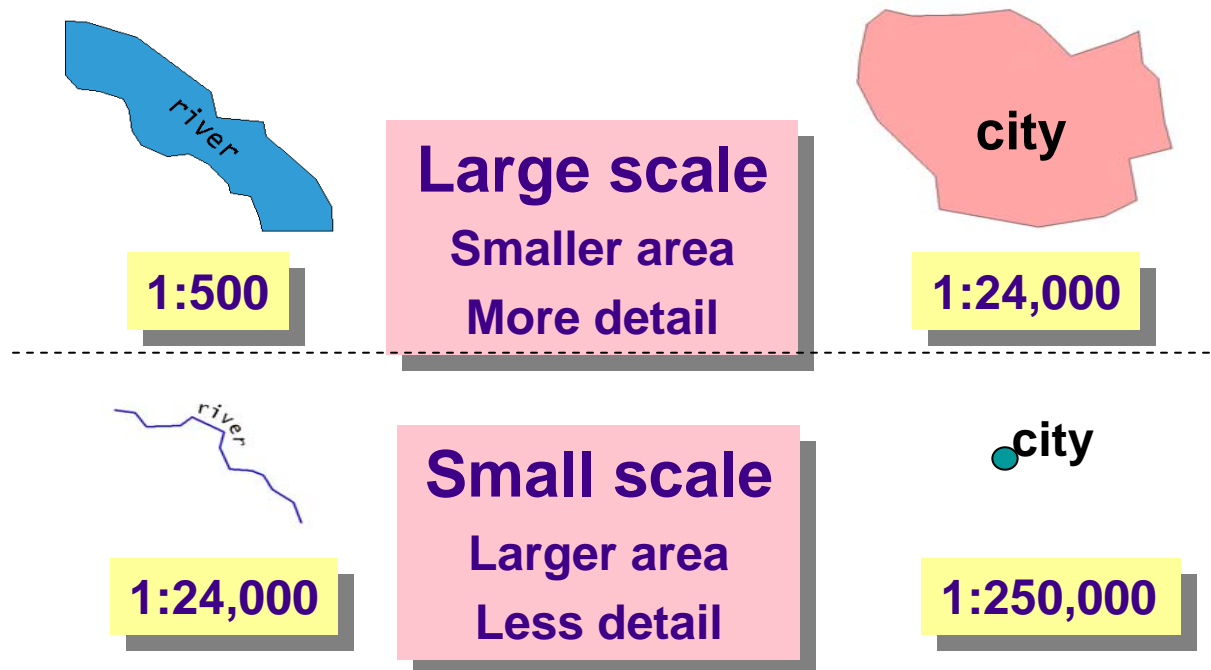 river
city
Large scale
Smaller area
More detail
1:500
1:24,000
river
city
Small scale
Larger area
Less detail
1:24,000
1:250,000